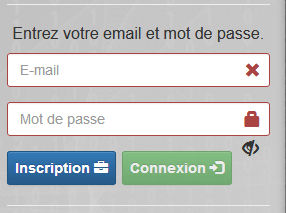 Entrez votre email et mot de passe.
E-mail
Mot de passe
Inscription Connexion